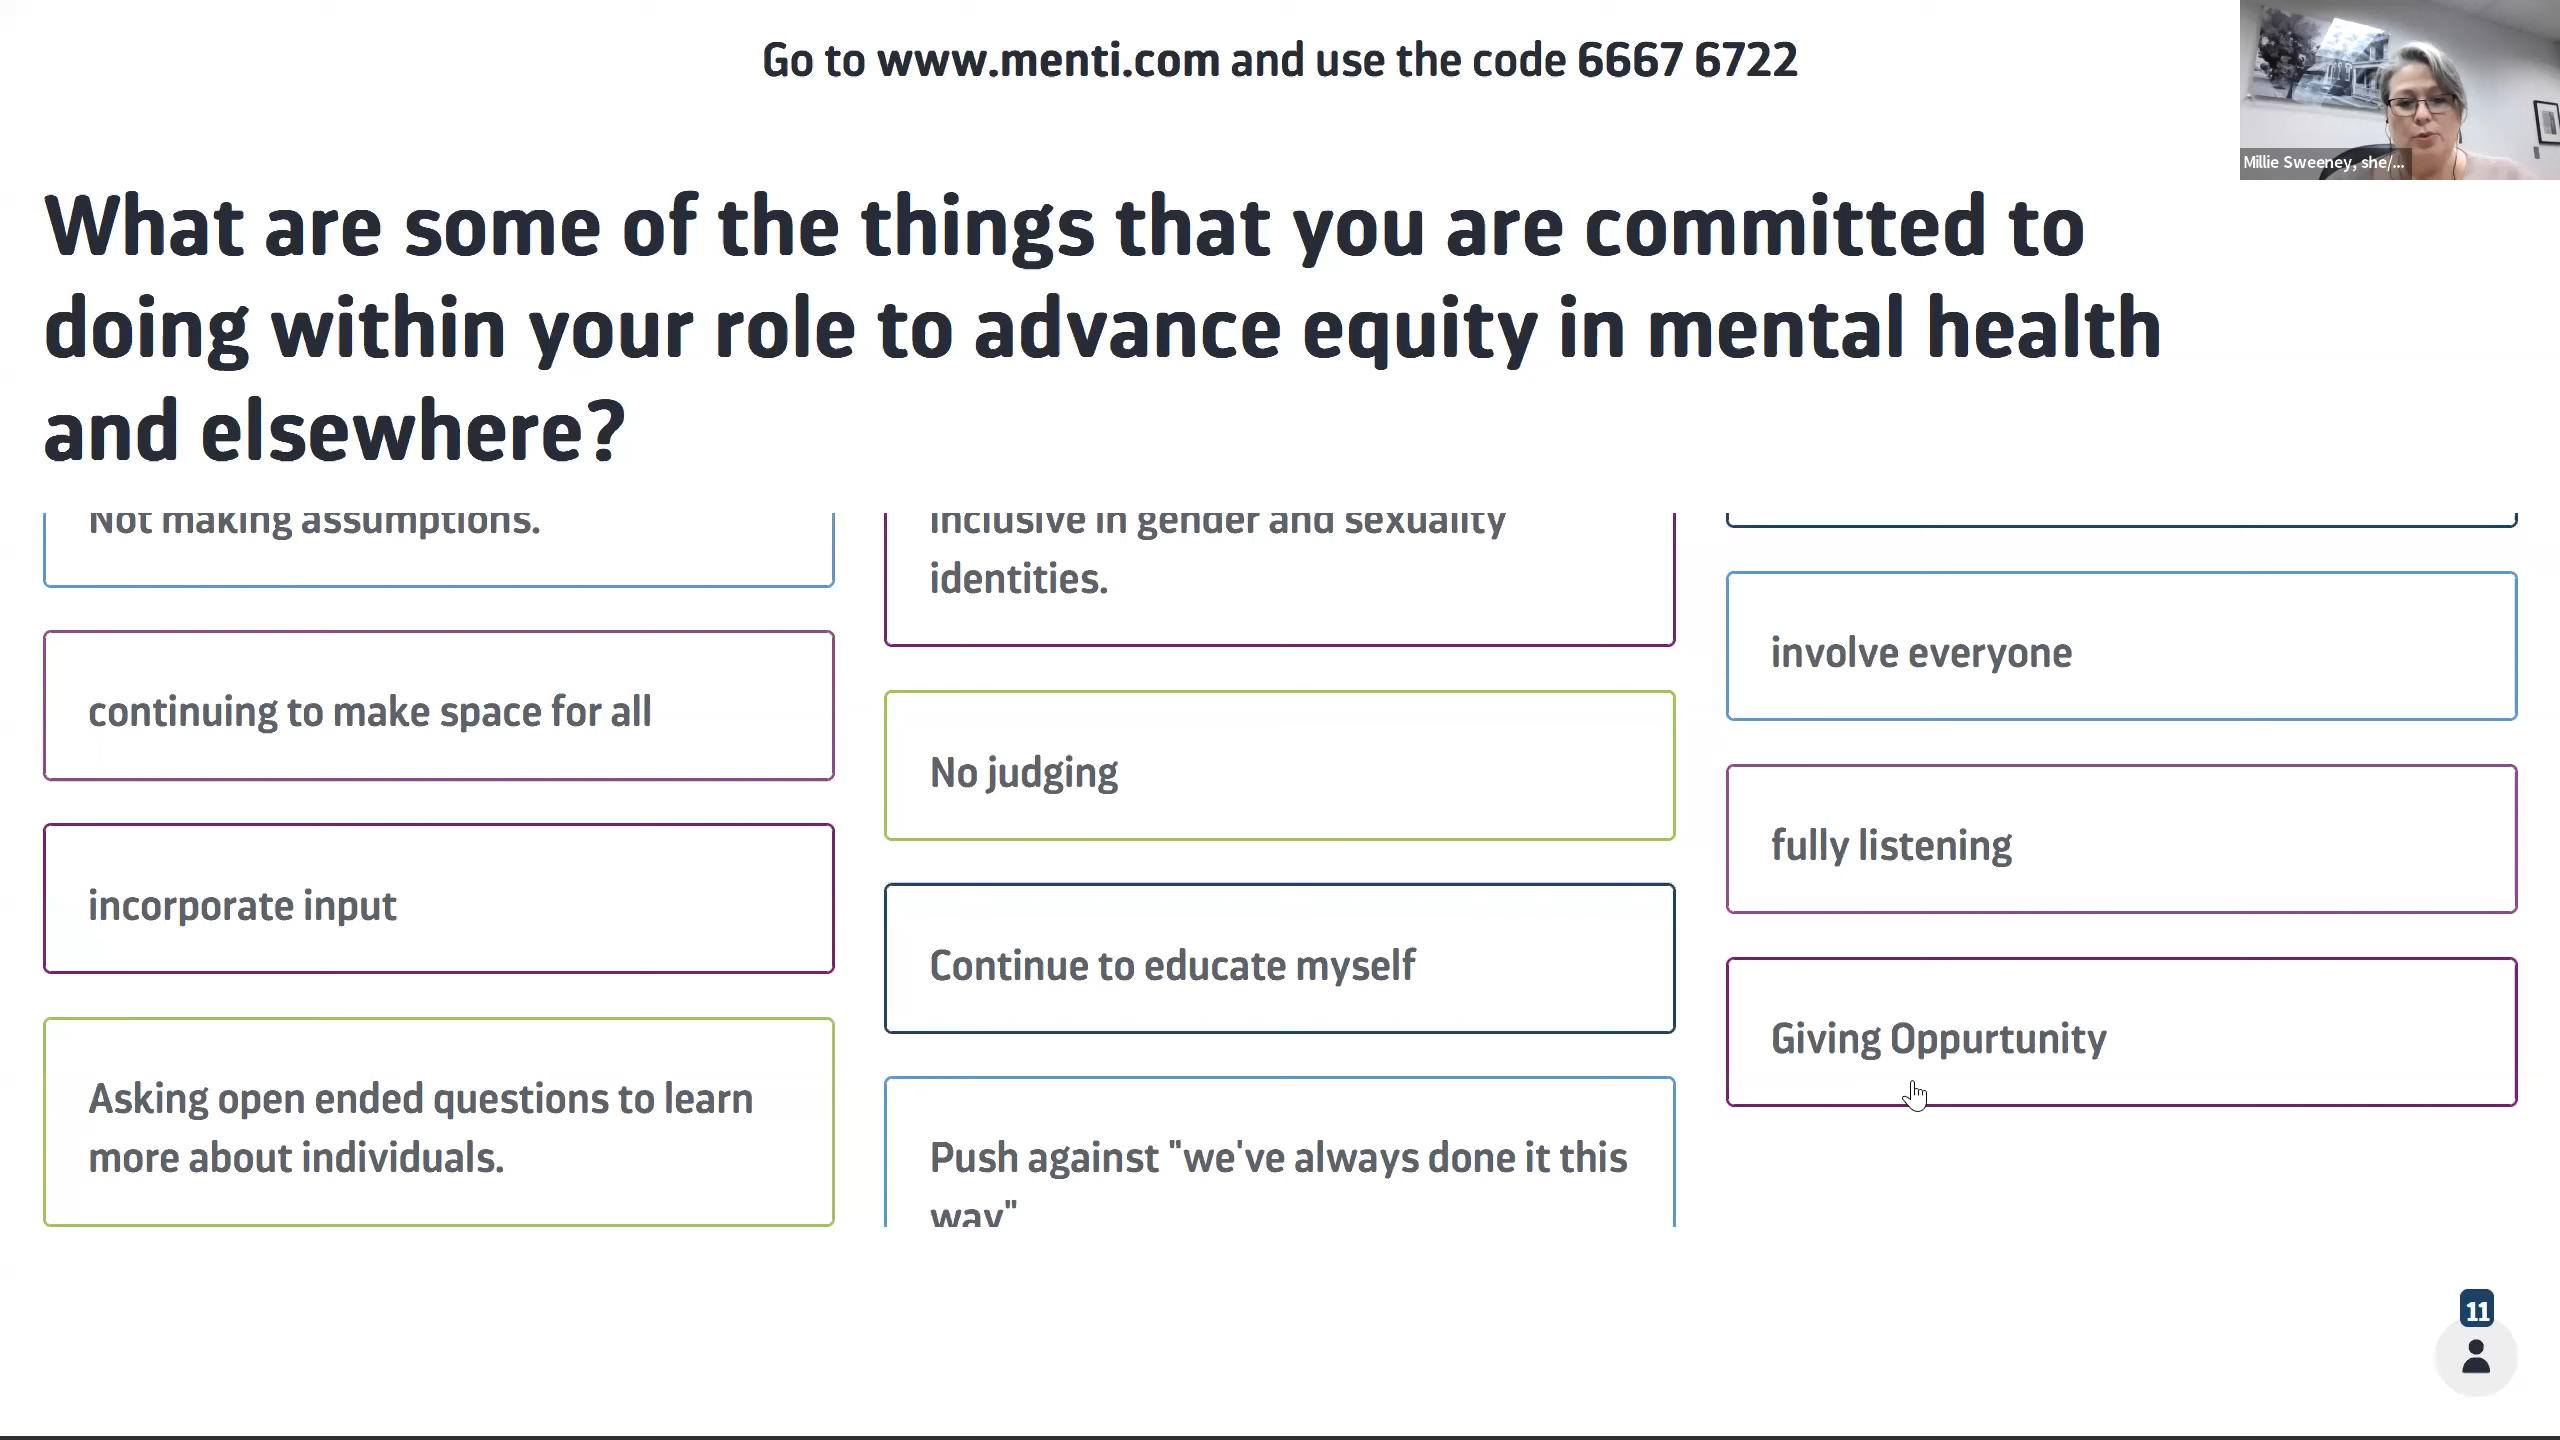 Go to www.menti.com and use the code 6667 6722
Millie Sweeney, she/...
What are some of the things that you are committed to
doing within your role to advance equity in mental health
and elsewhere?
Not making assumptions.
continuing to make space for all
incorporate input
Asking open ended questions to learn
more about individuals.
inclusive in gender and sexuality
identities.
No judging
Continue to educate myself
Push against "we've always done it this
way"
involve everyone
fully listening
Giving Oppurtunity
11